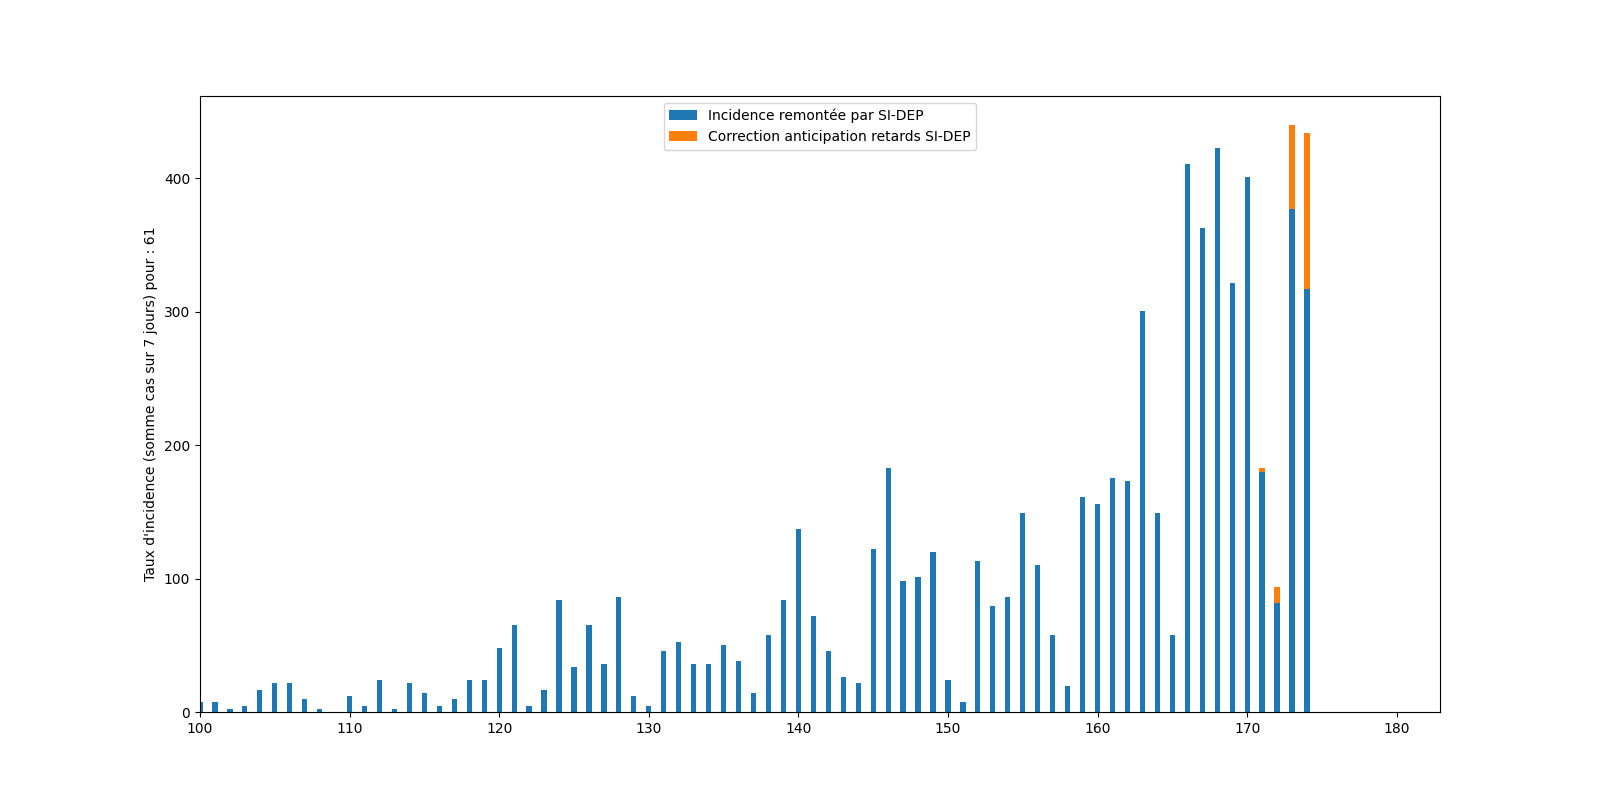 Incidence remontée par SI-DEP
Correction anticipation retards SI-DEP
Taux d'incidence (somme cas sur 7 jours) pour : 61
400
300
200
100
0
100 110 120 130 140 150 160 170 180